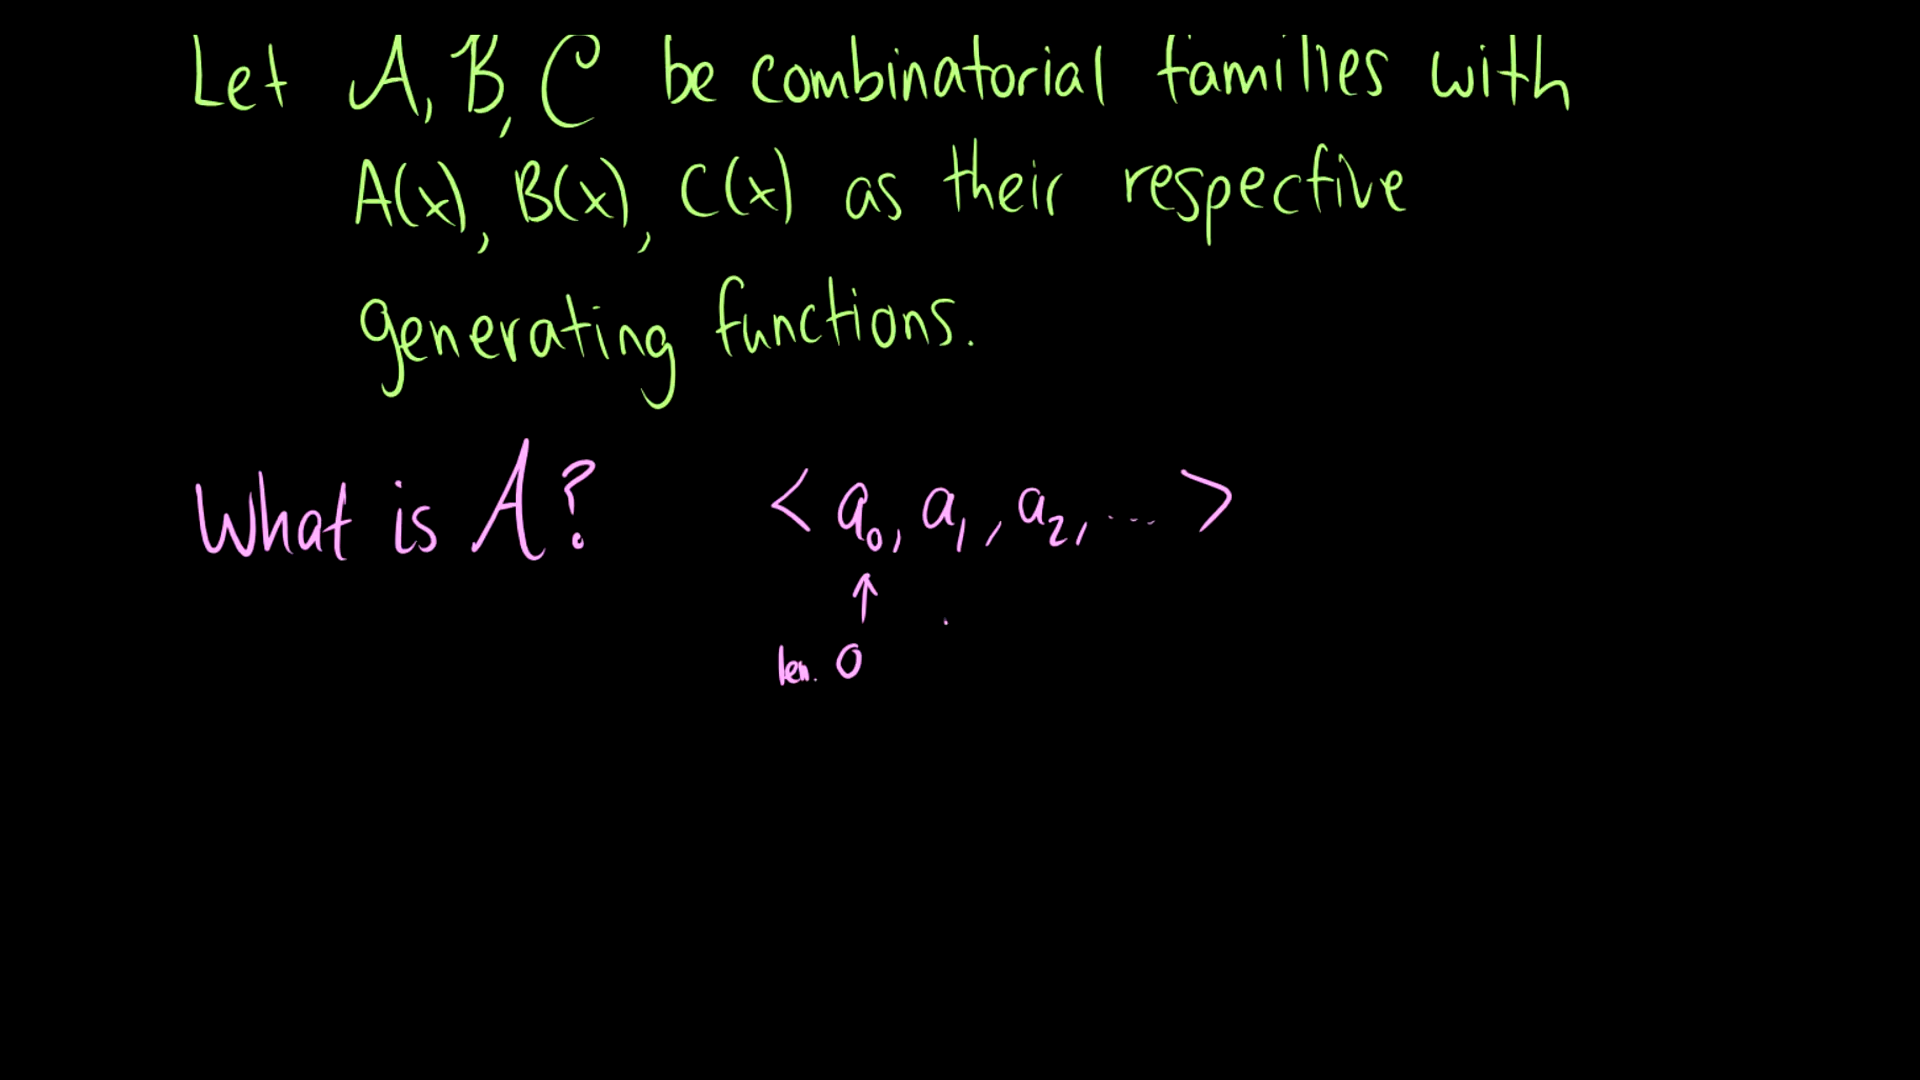 Let A, B, C be combinatorial families with
A(x), B(x), C(x) as their respective
generating functions.
What is A? < a₀, a₁, a₂, ... >
↑
len. 0